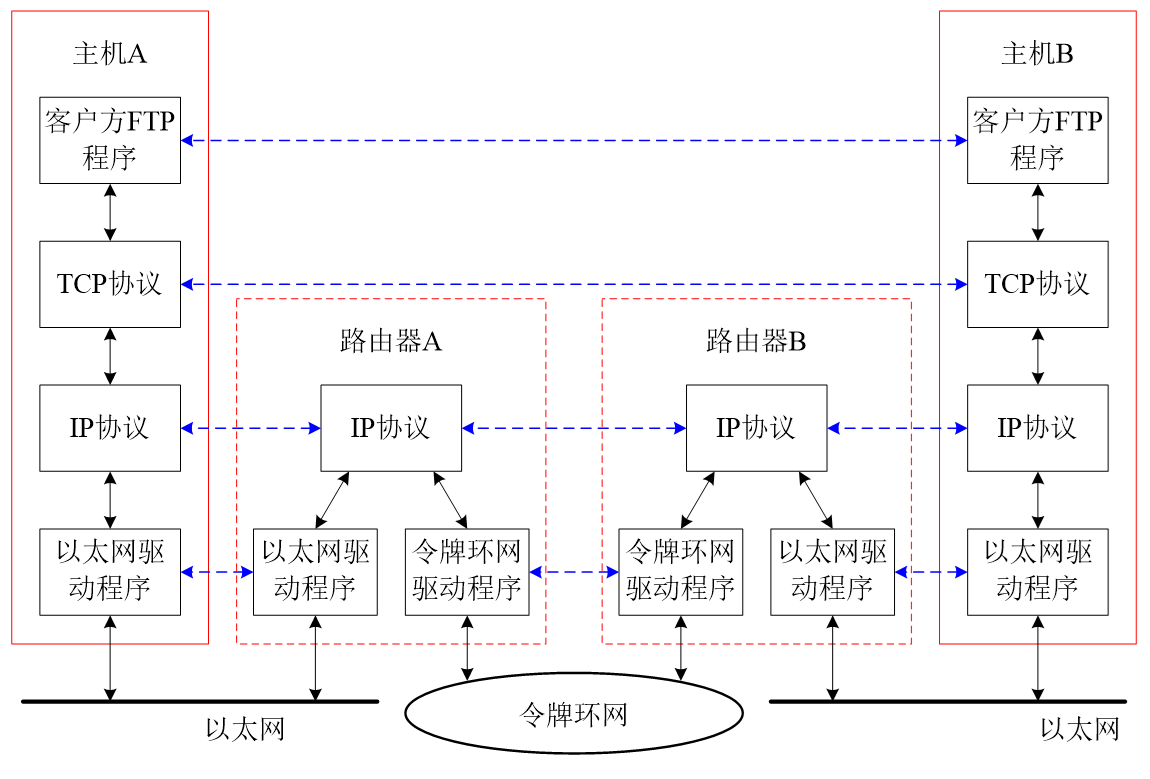 主机A
主机B
客户方FTP
程序
客户方FTP
程序
TCP协议
TCP协议
路由器A
路由器B
IP协议
IP协议
IP协议
IP协议
以太网驱
动程序
以太网驱
动程序
令牌环网
驱动程序
令牌环网
驱动程序
以太网驱
动程序
以太网驱
动程序
以太网
令牌环网
以太网